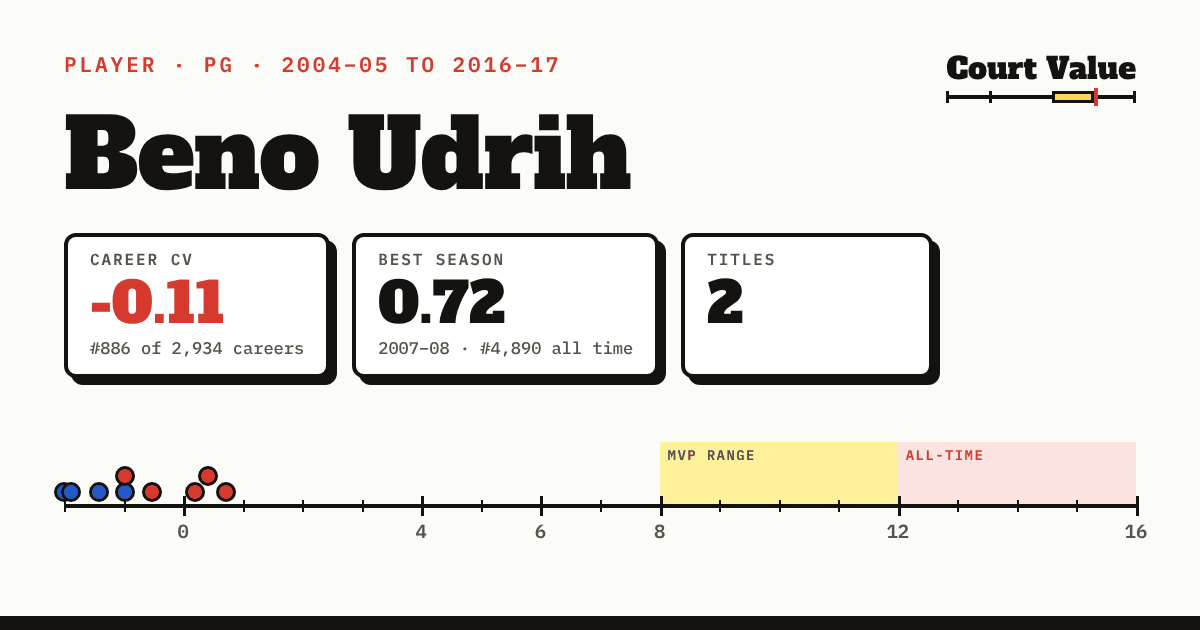 PLAYER · PG · 2004–05 TO 2016–17
Court Value
Beno Udrih
CAREER CV
-0.11
#886 of 2,934 careers
BEST SEASON
0.72
2007–08 · #4,890 all time
TITLES
2
MVP RANGE
ALL-TIME
0 4 6 8 12 16